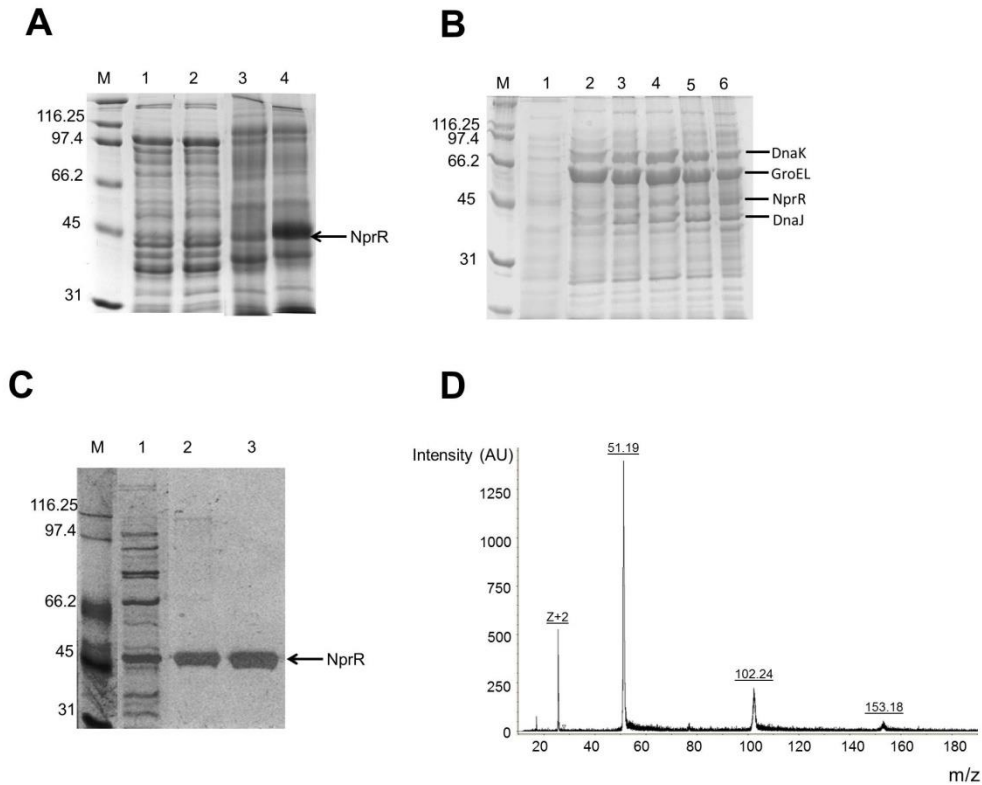 A
M 1 2 3 4
116.25
97.4
66.2
45
31
NprR
B
M 1 2 3 4 5 6
116.25
97.4
66.2
45
31
DnaK
GroEL
NprR
DnaJ
C
M 1 2 3
116.25
97.4
66.2
45
31
NprR
D
Intensity (AU)
51.19
1250
1000
750
500
250
0
Z+2
102.24
153.18
20 40 60 80 100 120 140 160 180
m/z